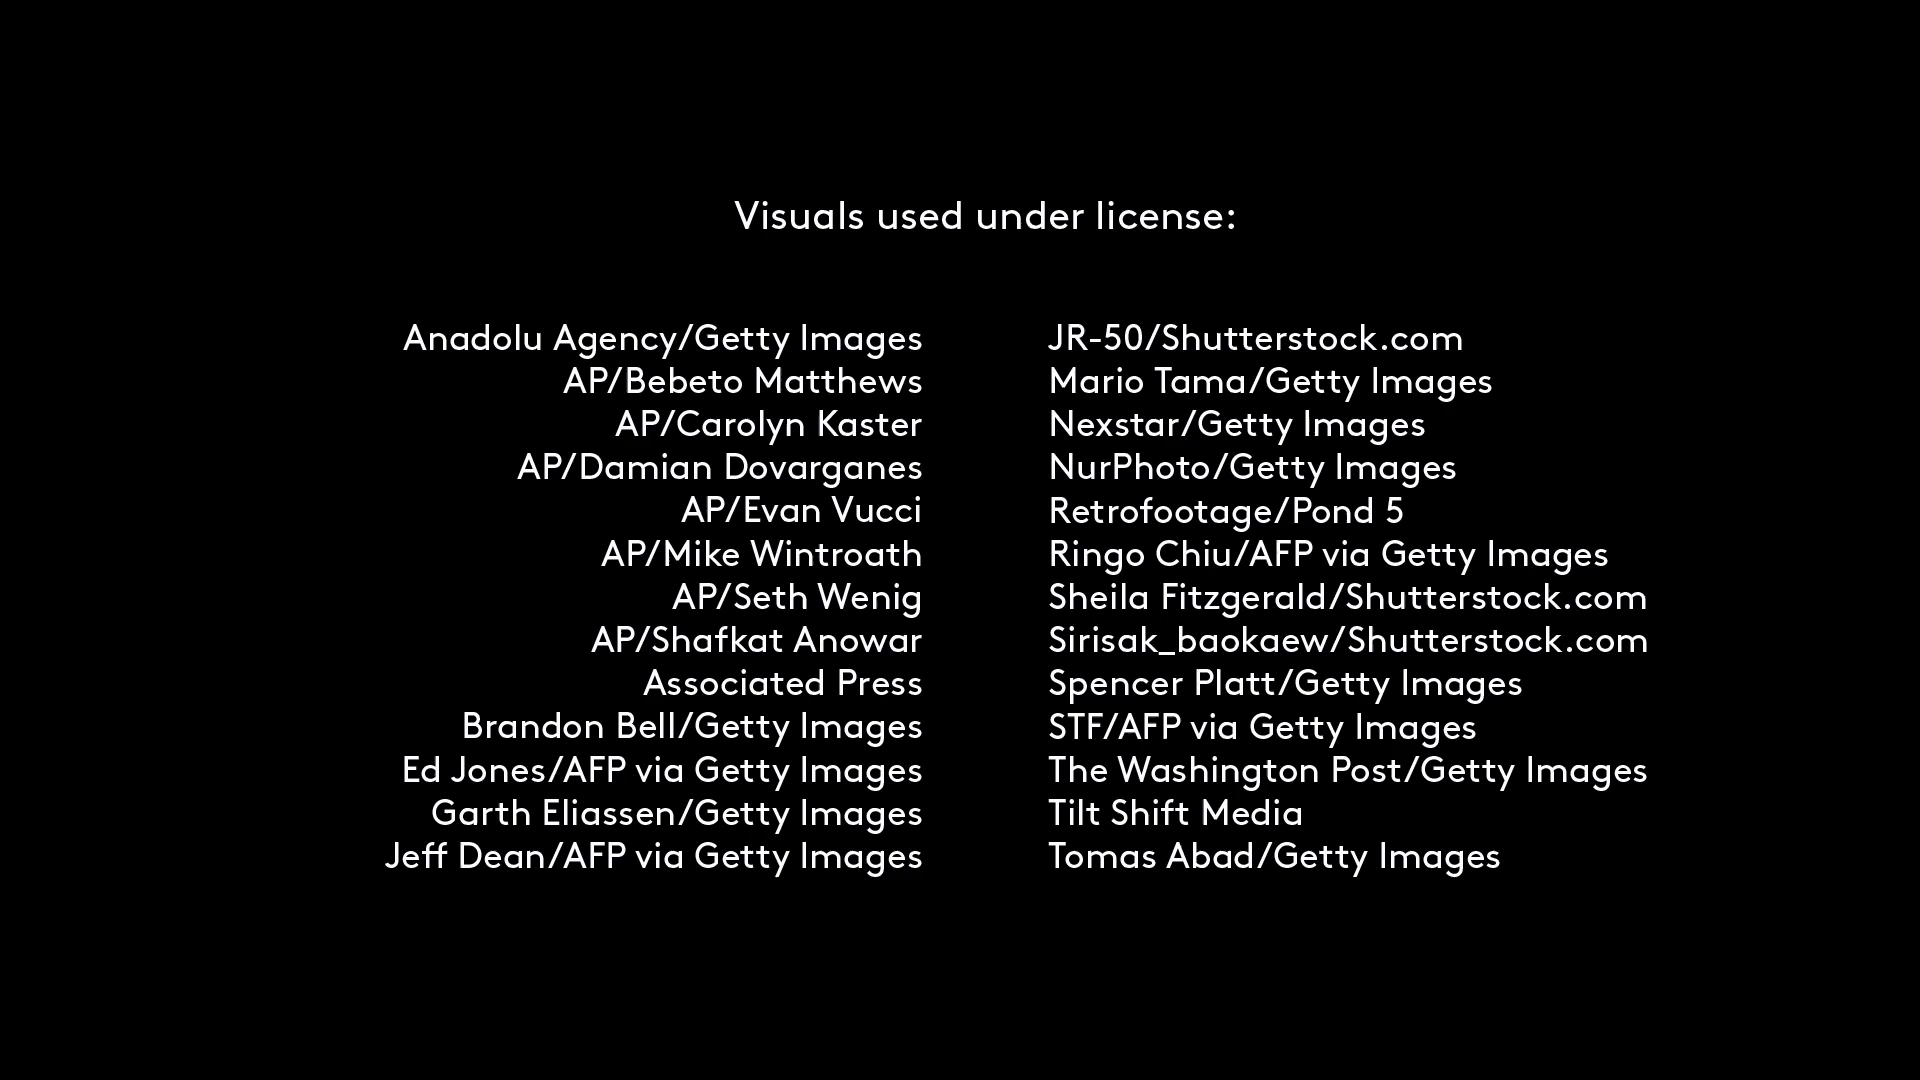 Visuals used under license:
Anadolu Agency/Getty Images
AP/Bebeto Matthews
AP/Carolyn Kaster
AP/Damian Dovarganes
AP/Evan Vucci
AP/Mike Wintroath
AP/Seth Wenig
AP/Shafkat Anowar
Associated Press
Brandon Bell/Getty Images
Ed Jones/AFP via Getty Images
Garth Eliassen/Getty Images
Jeff Dean/AFP via Getty Images
JR-50/Shutterstock.com
Mario Tama/Getty Images
Nexstar/Getty Images
NurPhoto/Getty Images
Retrofootage/Pond 5
Ringo Chiu/AFP via Getty Images
Sheila Fitzgerald/Shutterstock.com
Sirisak_baokaew/Shutterstock.com
Spencer Platt/Getty Images
STF/AFP via Getty Images
The Washington Post/Getty Images
Tilt Shift Media
Tomas Abad/Getty Images